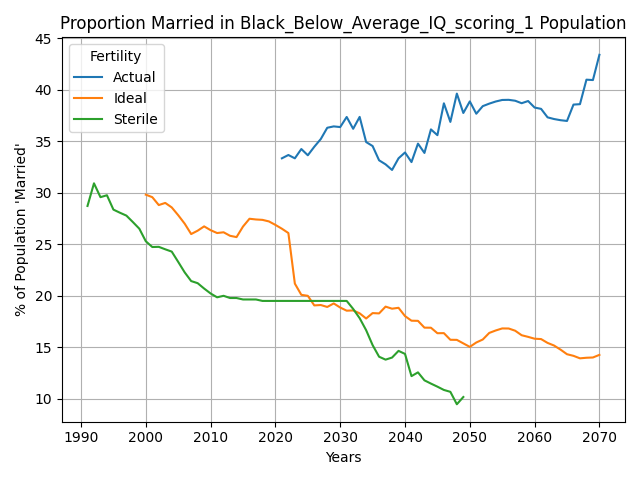 Proportion Married in Black_Below_Average_IQ_scoring_1 Population
% of Population 'Married'
45
40
35
30
25
20
15
10
Fertility
Actual
Ideal
Sterile
1990 2000 2010 2020 2030 2040 2050 2060 2070
Years